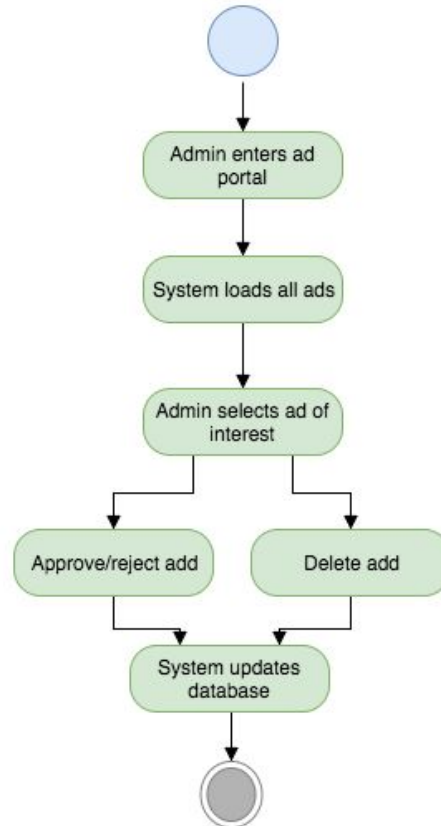 Admin enters ad
portal
System loads all ads
Admin selects ad of
interest
Approve/reject add
Delete add
System updates
database